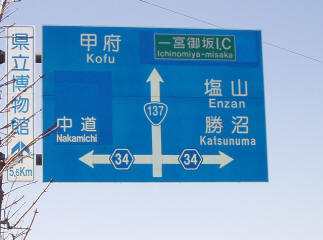 県立博物館
5.6Km
甲府
Kofu
一宮御坂I.C
Ichinomiya-misaka
塩山
Enzan
137
中道
Nakamichi
勝沼
Katsunuma
34
34